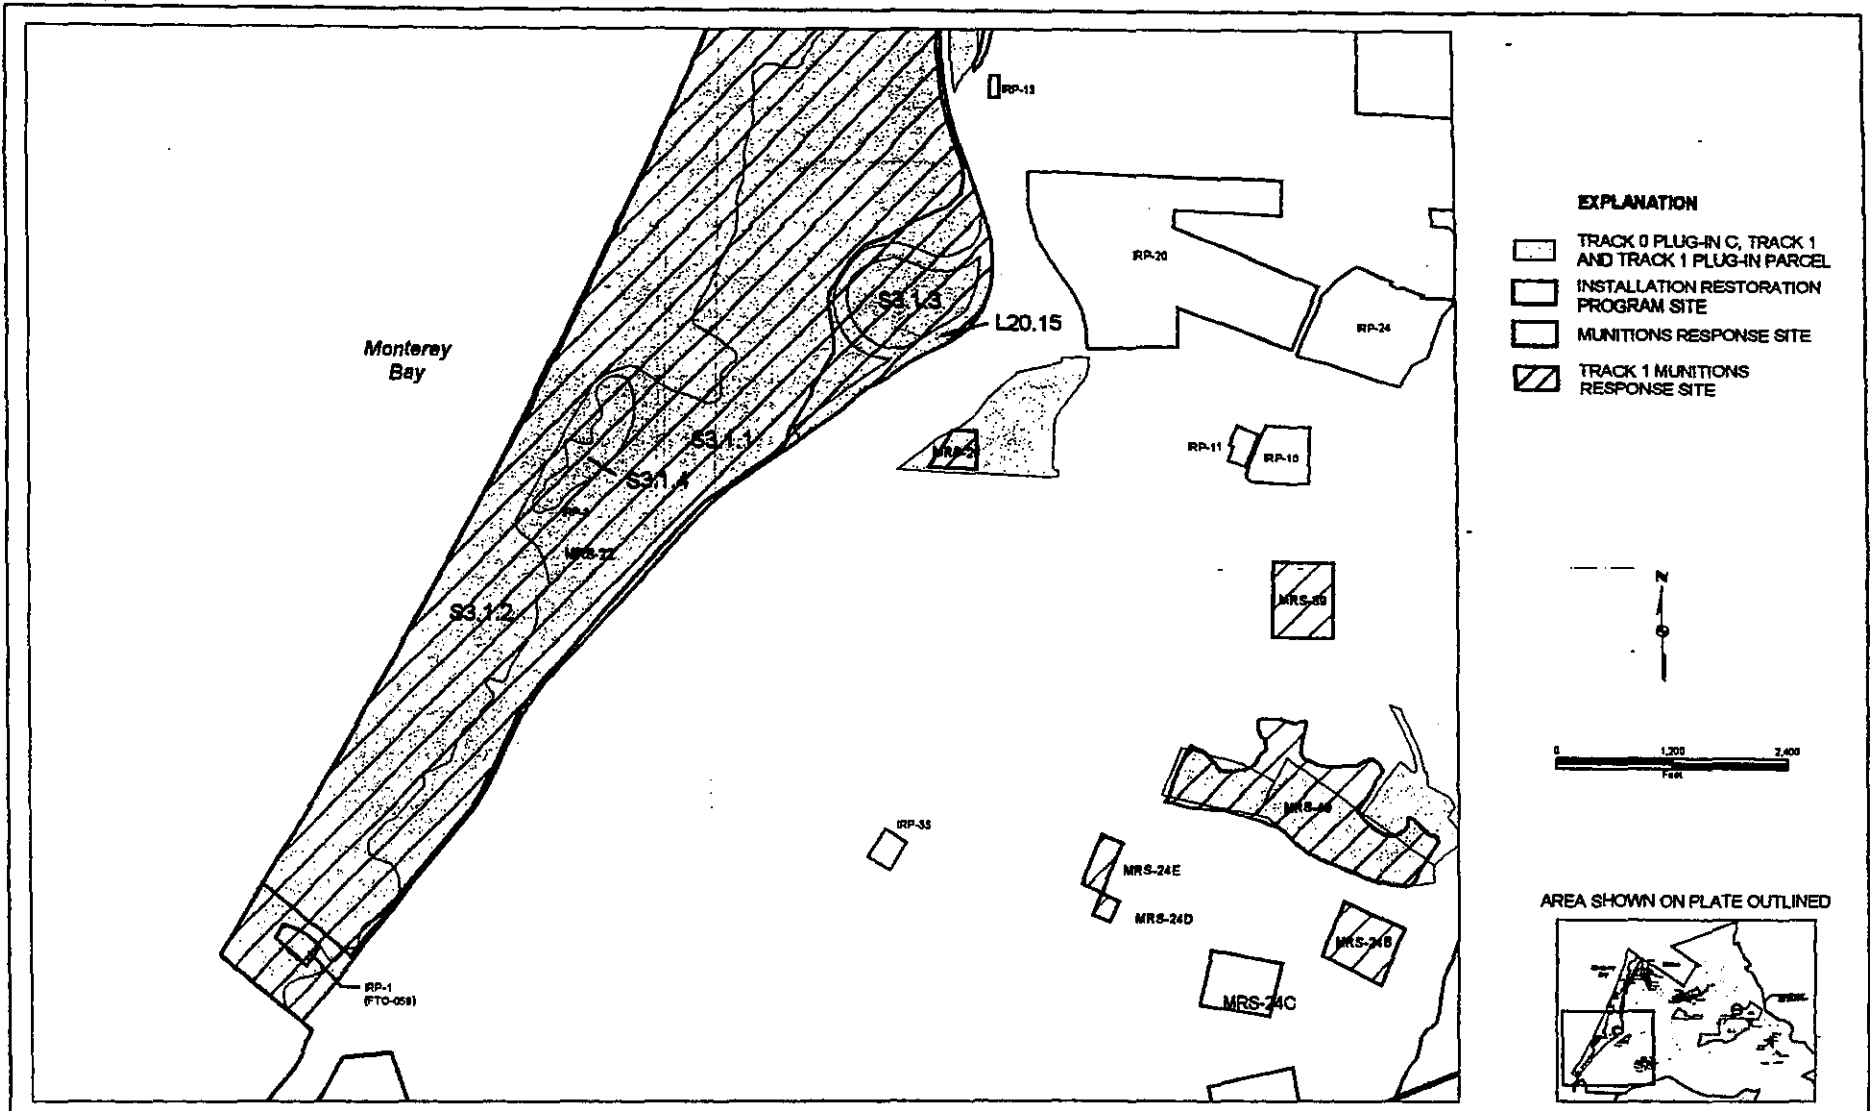 IRP-13
IRP-20
IRP-24
S3.1.3
L20.15
Monterey
Bay
S3.1.1
S3.1.4
MRS-22
S3.1.2
IRP-11
IRP-10
IRP-35
MRS-24E
MRS-24D
MRS-24B
MRS-24C
IRP-1
EXPLANATION
TRACK 0 PLUG-IN C, TRACK 1
AND TRACK 1 PLUG-IN PARCEL
INSTALLATION RESTORATION
PROGRAM SITE
MUNITIONS RESPONSE SITE
TRACK 1 MUNITIONS
RESPONSE SITE
N
0 1,200 2,400
Feet
AREA SHOWN ON PLATE OUTLINED